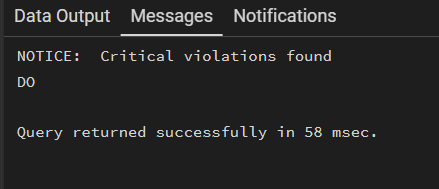 Data Output Messages Notifications
NOTICE:  Critical violations found
DO
Query returned successfully in 58 msec.